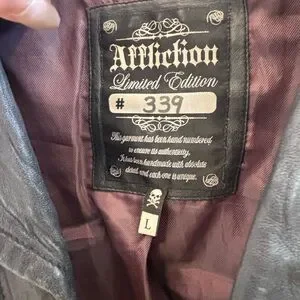 Affliction
Limited Edition
# 339
This garment has been hand numbered
to ensure its authenticity.
It has been handmade with absolute
detail and each one is unique.
L